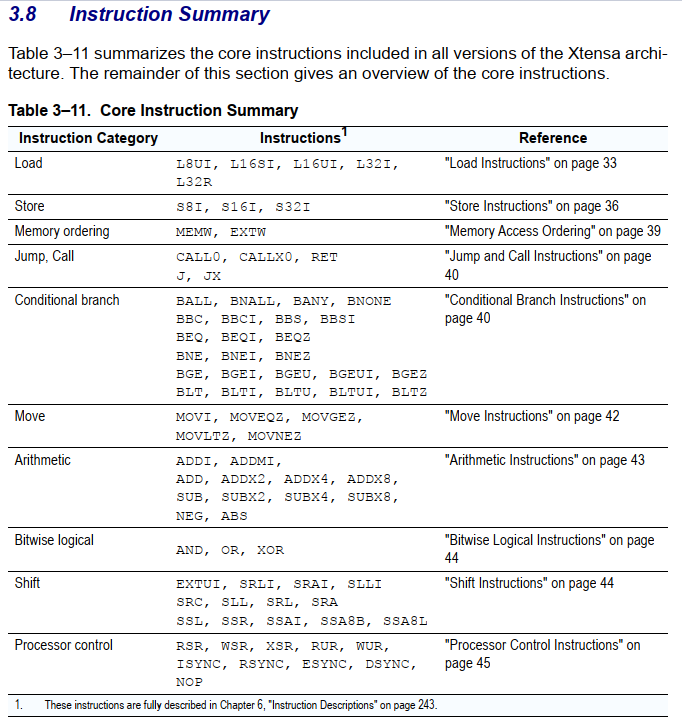 3.8 Instruction Summary
Table 3–11 summarizes the core instructions included in all versions of the Xtensa archi-
tecture. The remainder of this section gives an overview of the core instructions.
Table 3–11. Core Instruction Summary
Instruction Category Instructions1 Reference
Load L8UI, L16SI, L16UI, L32I, "Load Instructions" on page 33
L32R
Store S8I, S16I, S32I "Store Instructions" on page 36
Memory ordering MEMW, EXTW "Memory Access Ordering" on page 39
Jump, Call CALL0, CALLX0, RET "Jump and Call Instructions" on page
J, JX 40
Conditional branch BALL, BNALL, BANY, BNONE "Conditional Branch Instructions" on
BBC, BBCI, BBS, BBSI page 40
BEQ, BEQI, BEQZ
BNE, BNEI, BNEZ
BGE, BGEI, BGEU, BGEUI, BGEZ
BLT, BLTI, BLTU, BLTUI, BLTZ
Move MOVI, MOVEQZ, MOVGEZ, "Move Instructions" on page 42
MOVLTZ, MOVNEZ
Arithmetic ADDI, ADDMI, "Arithmetic Instructions" on page 43
ADD, ADDX2, ADDX4, ADDX8,
SUB, SUBX2, SUBX4, SUBX8,
NEG, ABS
Bitwise logical AND, OR, XOR "Bitwise Logical Instructions" on page
44
Shift EXTUI, SRLI, SRAI, SLLI "Shift Instructions" on page 44
SRC, SLL, SRL, SRA
SSL, SSR, SSAI, SSA8B, SSA8L
Processor control RSR, WSR, XSR, RUR, WUR, "Processor Control Instructions" on
ISYNC, RSYNC, ESYNC, DSYNC, page 45
NOP
1. These instructions are fully described in Chapter 6, "Instruction Descriptions" on page 243.